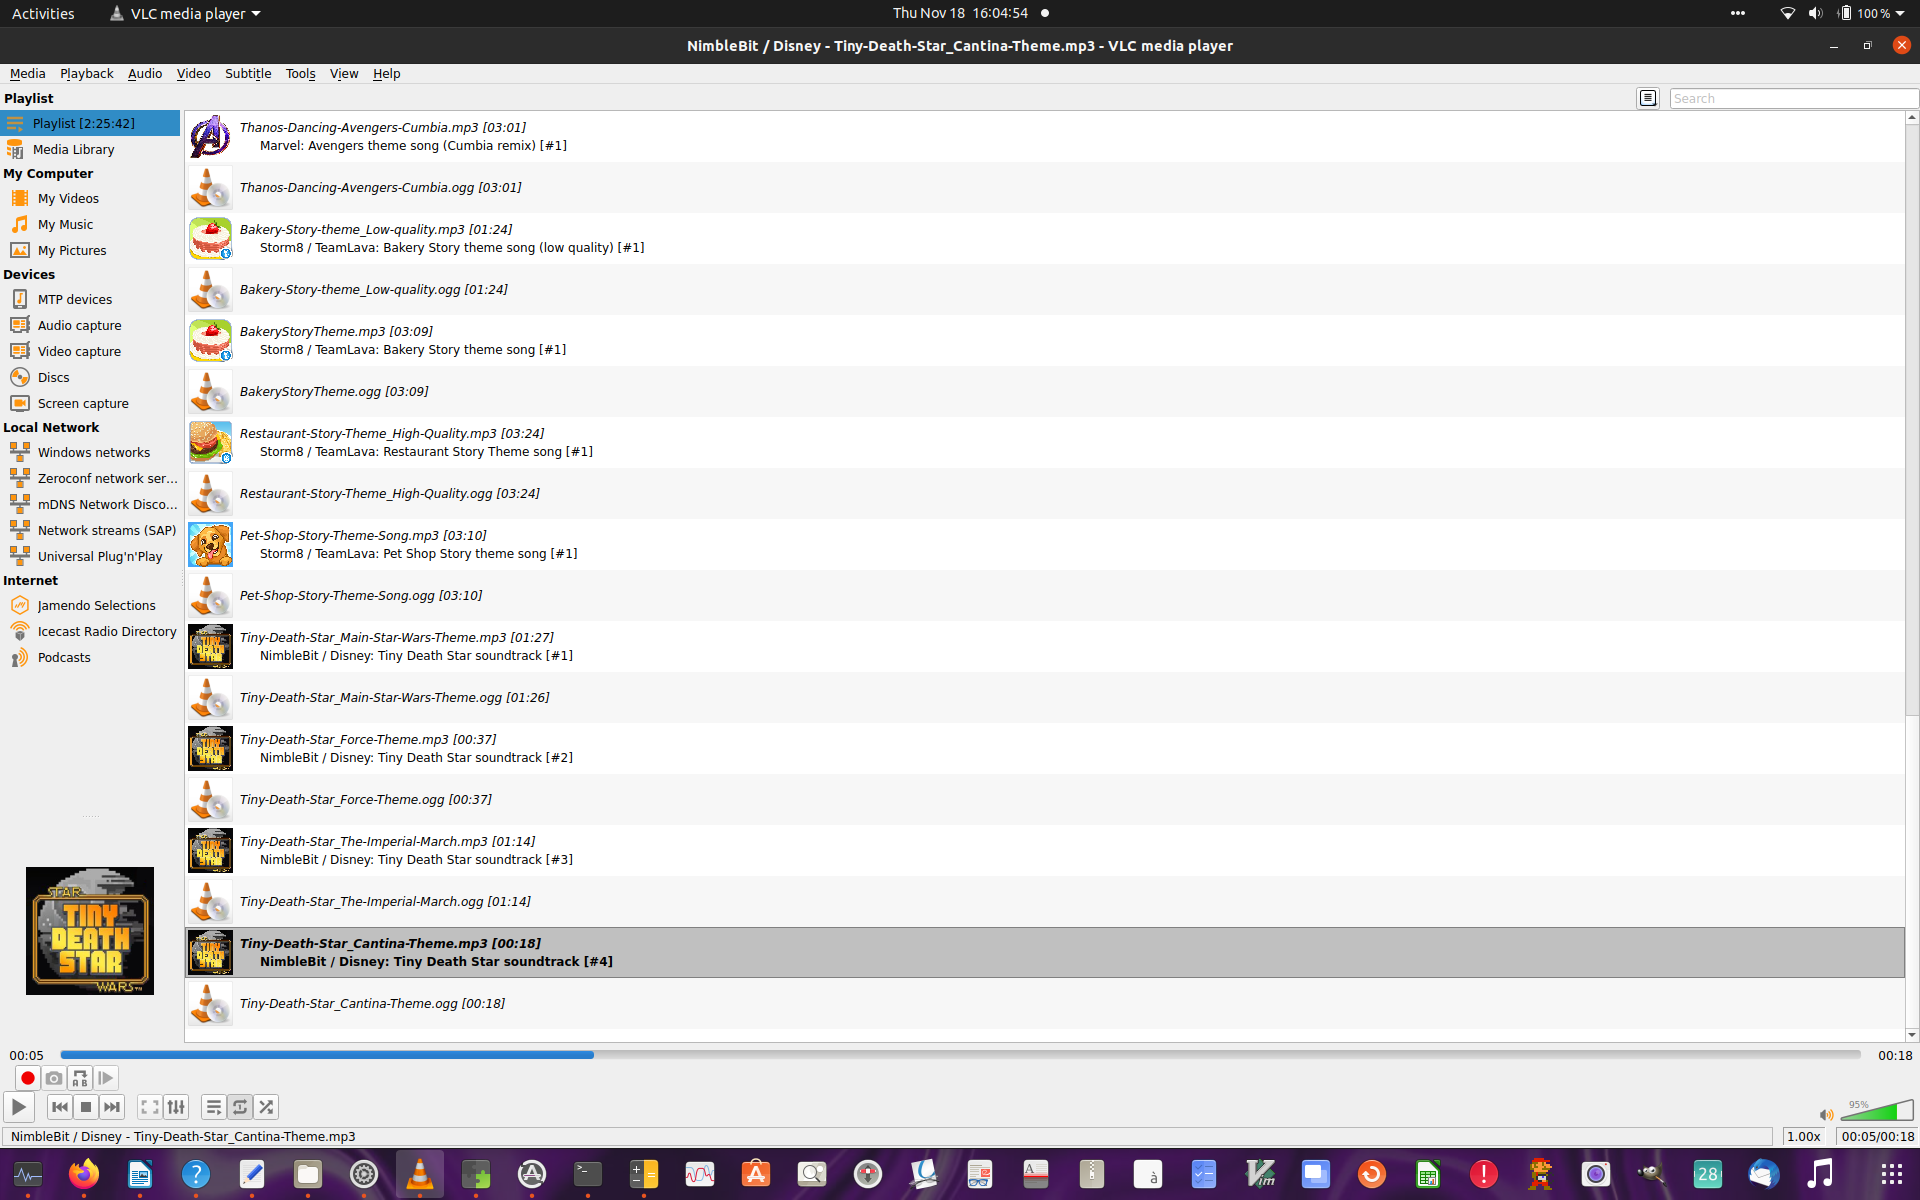 Activities VLC media player Thu Nov 18 16:04:54 100 %
NimbleBit / Disney - Tiny-Death-Star_Cantina-Theme.mp3 - VLC media player
Media Playback Audio Video Subtitle Tools View Help
Playlist
Search
Playlist [2:25:42]
Media Library
My Computer
My Videos
My Music
My Pictures
Devices
MTP devices
Audio capture
Video capture
Discs
Screen capture
Local Network
Windows networks
Zeroconf network ser...
mDNS Network Disco...
Network streams (SAP)
Universal Plug'n'Play
Internet
Jamendo Selections
Icecast Radio Directory
Podcasts
Thanos-Dancing-Avengers-Cumbia.mp3 [03:01]
Marvel: Avengers theme song (Cumbia remix) [#1]
Thanos-Dancing-Avengers-Cumbia.ogg [03:01]
Bakery-Story-theme_Low-quality.mp3 [01:24]
Storm8 / TeamLava: Bakery Story theme song (low quality) [#1]
Bakery-Story-theme_Low-quality.ogg [01:24]
BakeryStoryTheme.mp3 [03:09]
Storm8 / TeamLava: Bakery Story theme song [#1]
BakeryStoryTheme.ogg [03:09]
Restaurant-Story-Theme_High-Quality.mp3 [03:24]
Storm8 / TeamLava: Restaurant Story Theme song [#1]
Restaurant-Story-Theme_High-Quality.ogg [03:24]
Pet-Shop-Story-Theme-Song.mp3 [03:10]
Storm8 / TeamLava: Pet Shop Story theme song [#1]
Pet-Shop-Story-Theme-Song.ogg [03:10]
Tiny-Death-Star_Main-Star-Wars-Theme.mp3 [01:27]
NimbleBit / Disney: Tiny Death Star soundtrack [#1]
Tiny-Death-Star_Main-Star-Wars-Theme.ogg [01:26]
Tiny-Death-Star_Force-Theme.mp3 [00:37]
NimbleBit / Disney: Tiny Death Star soundtrack [#2]
Tiny-Death-Star_Force-Theme.ogg [00:37]
Tiny-Death-Star_The-Imperial-March.mp3 [01:14]
NimbleBit / Disney: Tiny Death Star soundtrack [#3]
Tiny-Death-Star_The-Imperial-March.ogg [01:14]
Tiny-Death-Star_Cantina-Theme.mp3 [00:18]
NimbleBit / Disney: Tiny Death Star soundtrack [#4]
Tiny-Death-Star_Cantina-Theme.ogg [00:18]
STAR
TINY
DEATH
STAR
WARS
00:05 00:18
A B
95%
NimbleBit / Disney - Tiny-Death-Star_Cantina-Theme.mp3 1.00x 00:05/00:18
28